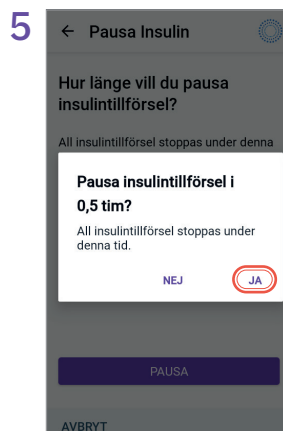 5
← Pausa Insulin
Hur länge vill du pausa
insulintillförsel?
All insulintillförsel stoppas under denna
Pausa insulintillförsel i
0,5 tim?
All insulintillförsel stoppas under
denna tid.
NEJ JA
PAUSA
AVBRYT